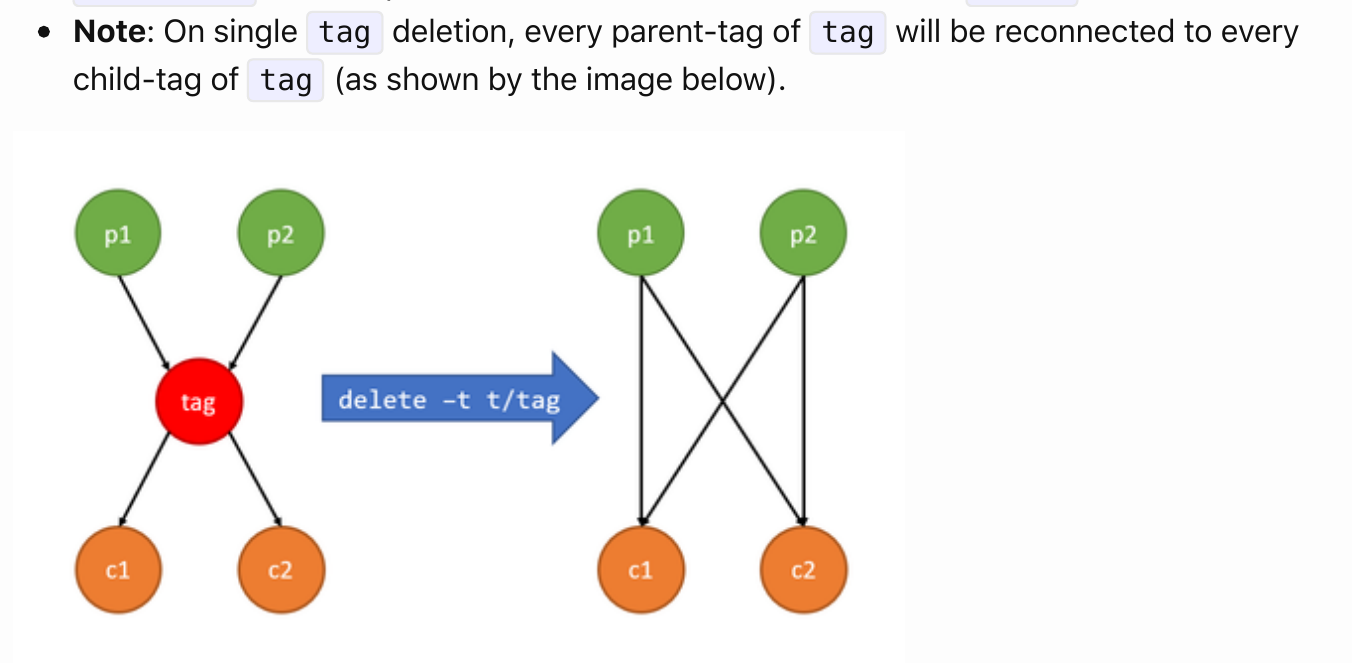 • Note: On single tag deletion, every parent-tag of tag will be reconnected to every
child-tag of tag (as shown by the image below).
p1 p2 p1 p2
tag delete –t t/tag
c1 c2 c1 c2